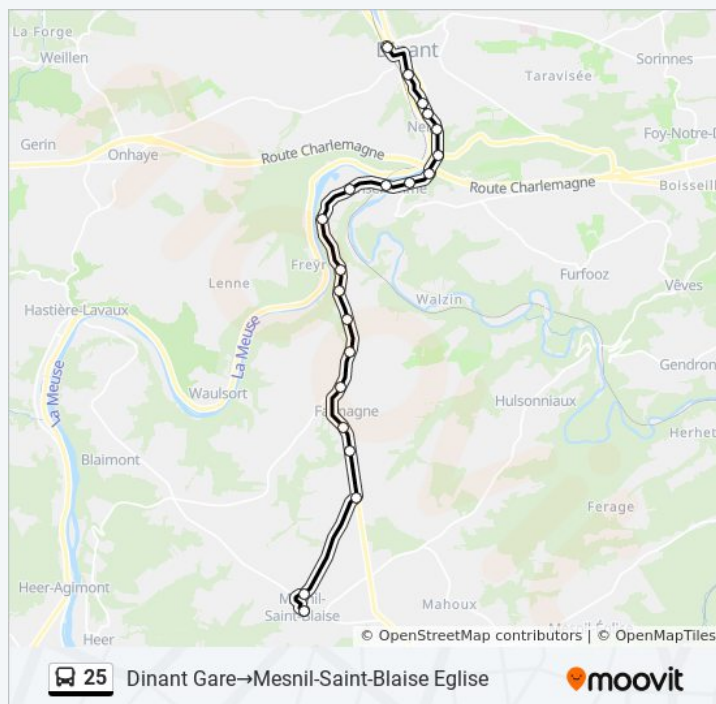 La Forge
Weillen
Dinant
Sorinnes
Taravisée
Gerin
Onhaye
Route Charlemagne
Foy-Notre-D
Route Charlemagne
Boisseill
Freÿr
Furfooz
Lenne
Walzin
Vêves
Hastière-Lavaux
La Meuse
Gendron
La Meuse
Waulsort
Hulsonniaux
Falmagne
Herhet
Blaimont
Ferage
Heer-Agimont
Mesnil-
Saint-Blaise
Mahoux
Heer
© OpenStreetMap contributors | © OpenMapTiles
25 Dinant Gare→Mesnil-Saint-Blaise Eglise
moovit